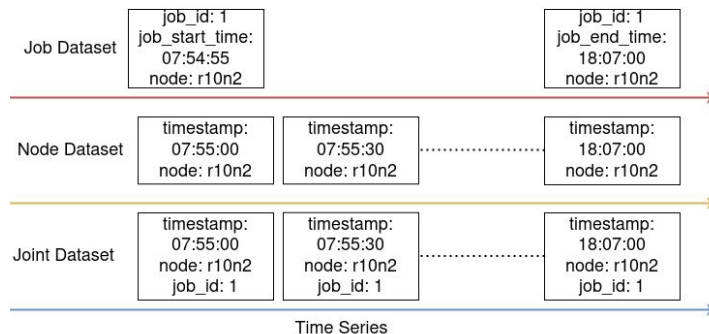 Job Dataset
job_id: 1
job_start_time:
07:54:55
node: r10n2
job_id: 1
job_end_time:
18:07:00
node: r10n2
Node Dataset
timestamp:
07:55:00
node: r10n2
timestamp:
07:55:30
node: r10n2
timestamp:
18:07:00
node: r10n2
Joint Dataset
timestamp:
07:55:00
node: r10n2
job_id: 1
timestamp:
07:55:30
node: r10n2
job_id: 1
timestamp:
18:07:00
node: r10n2
job_id: 1
Time Series